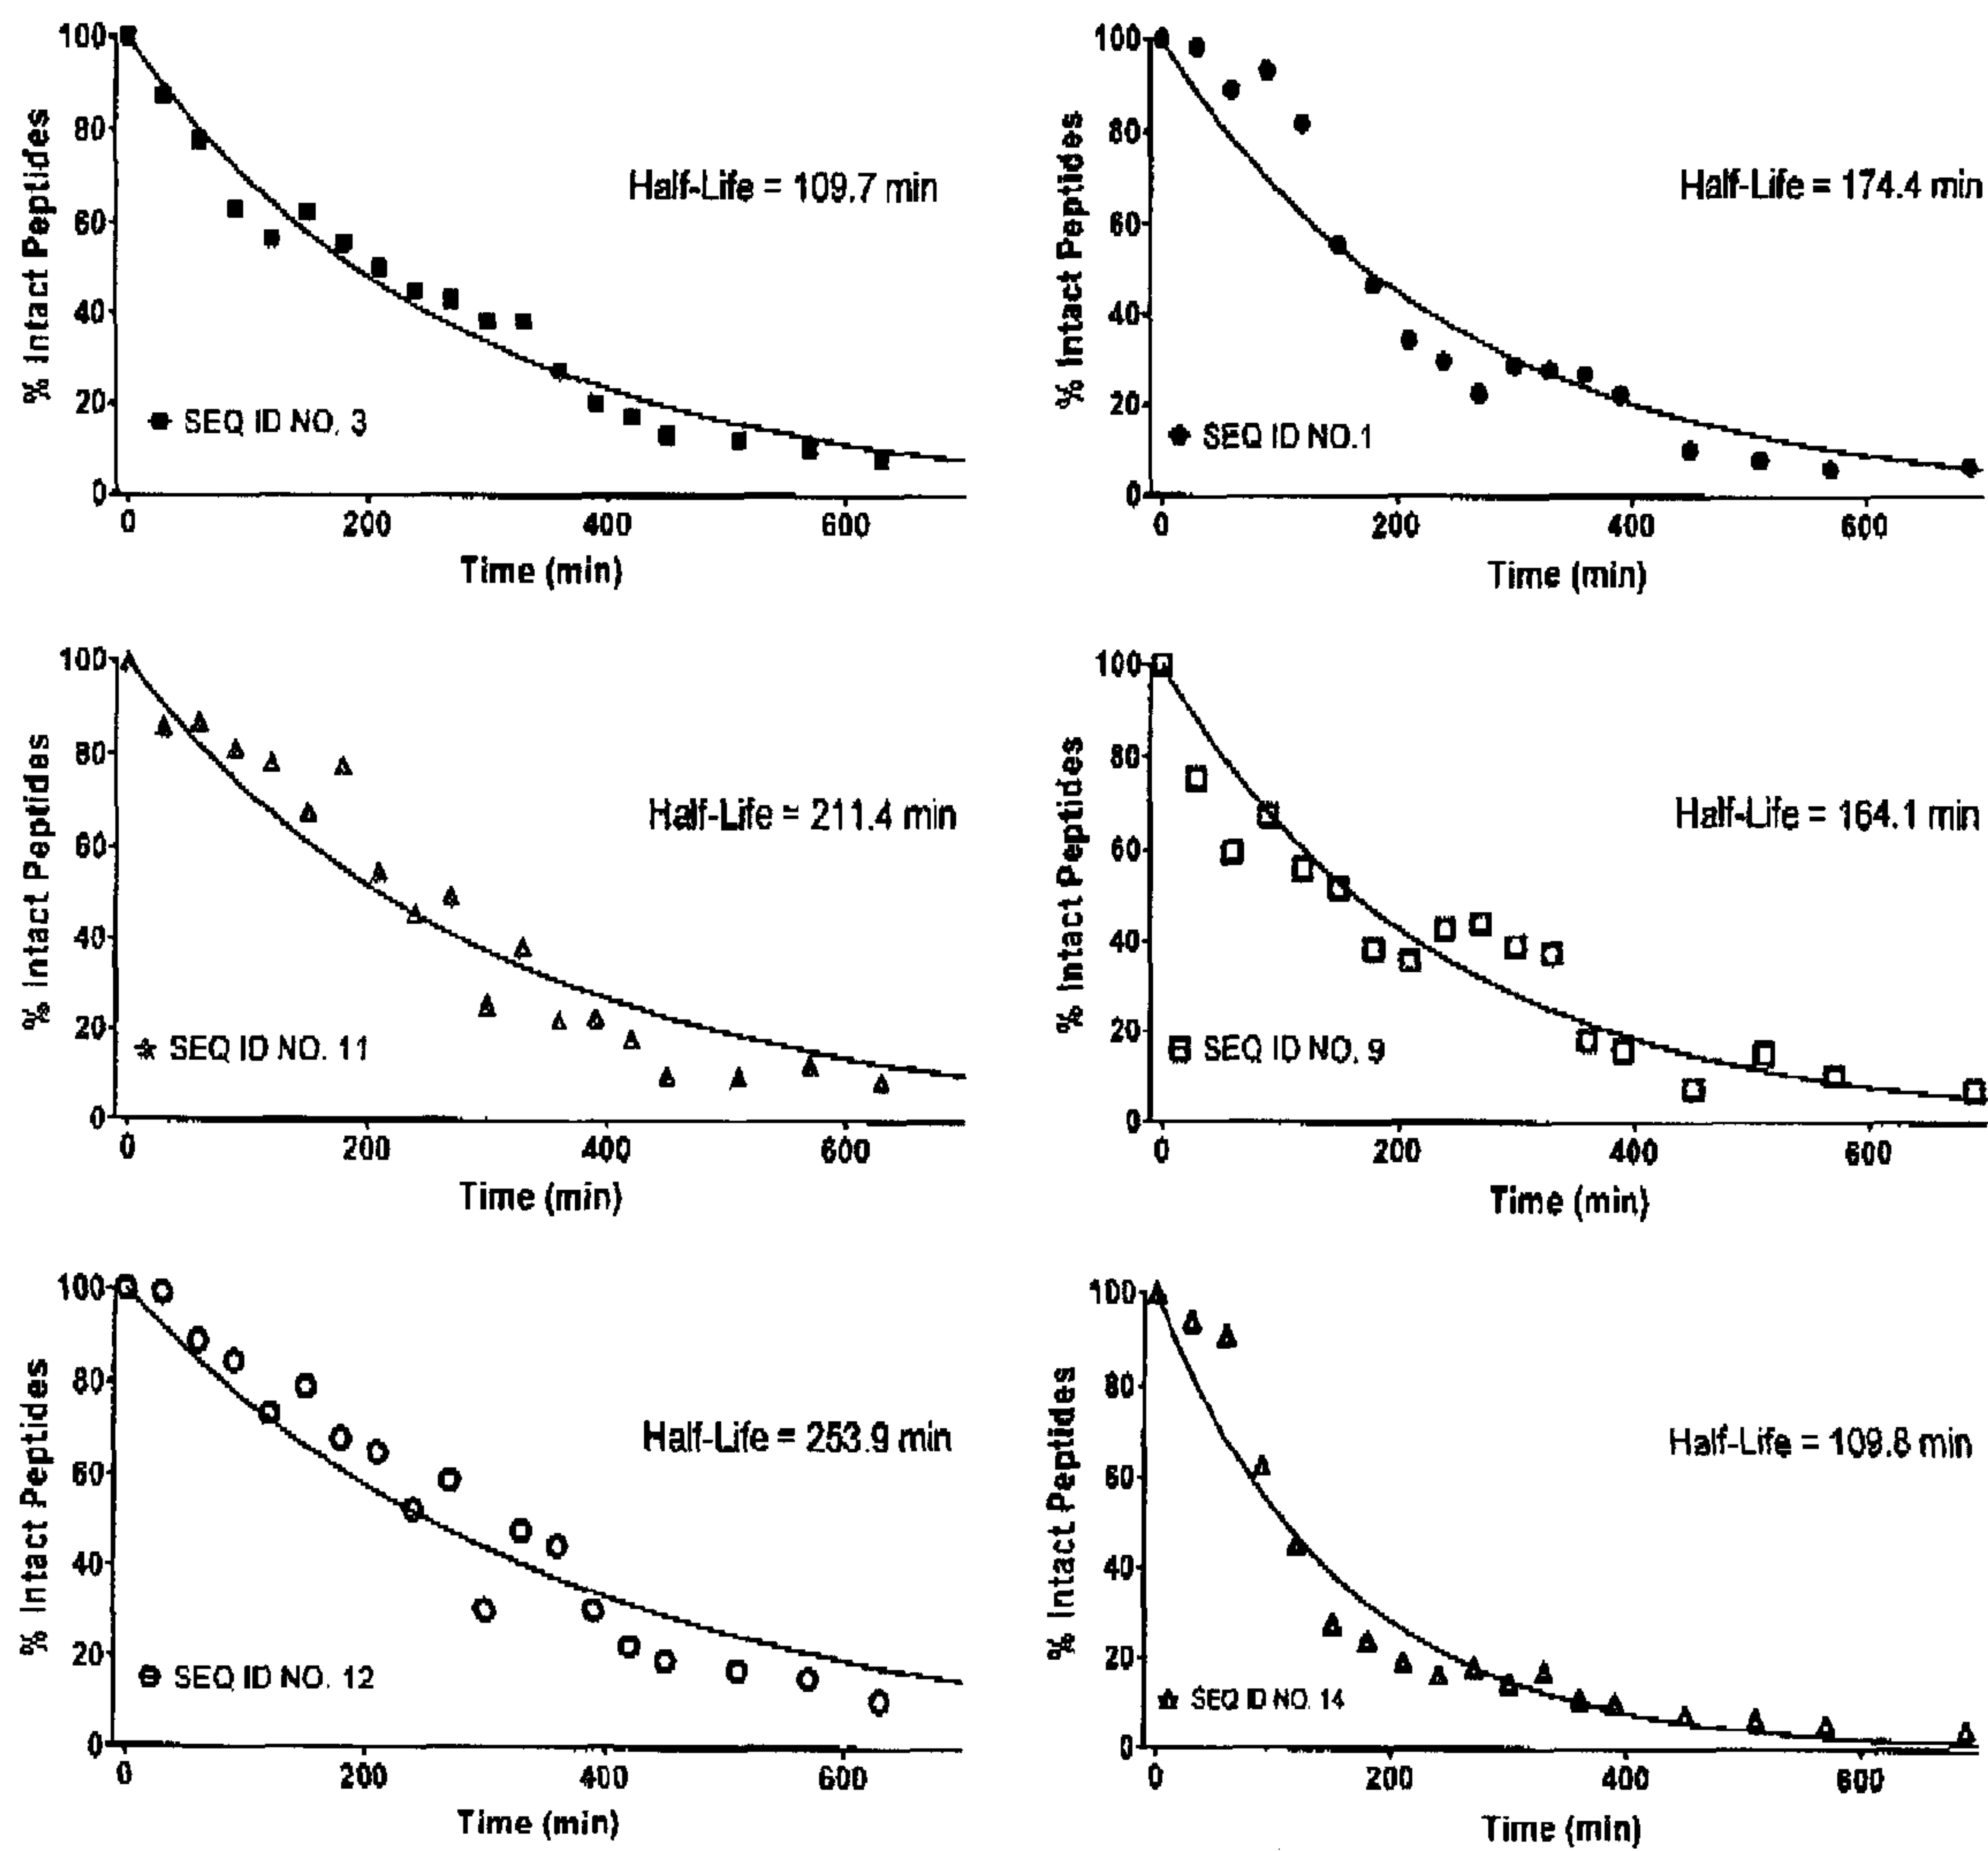 100
80
60
40
20
0
% Intact Peptides
Half-Life = 109.7 min
SEQ ID NO. 3
0 200 400 600
Time (min)
100
80
60
40
20
0
% Intact Peptides
Half-Life = 174.4 min
SEQ ID NO.1
0 200 400 600
Time (min)
100
80
60
40
20
0
% Intact Peptides
Half-Life = 211.4 min
SEQ ID NO. 11
0 200 400 600
Time (min)
100
80
60
40
20
0
% Intact Peptides
Half-Life = 164.1 min
SEQ ID NO. 9
0 200 400 600
Time (min)
100
80
60
40
20
0
% Intact Peptides
Half-Life = 253.9 min
SEQ ID NO. 12
0 200 400 600
Time (min)
100
80
60
40
20
0
% Intact Peptides
Half-Life = 109.8 min
SEQ ID NO. 14
0 200 400 600
Time (min)